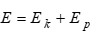 E = E_k + E_p